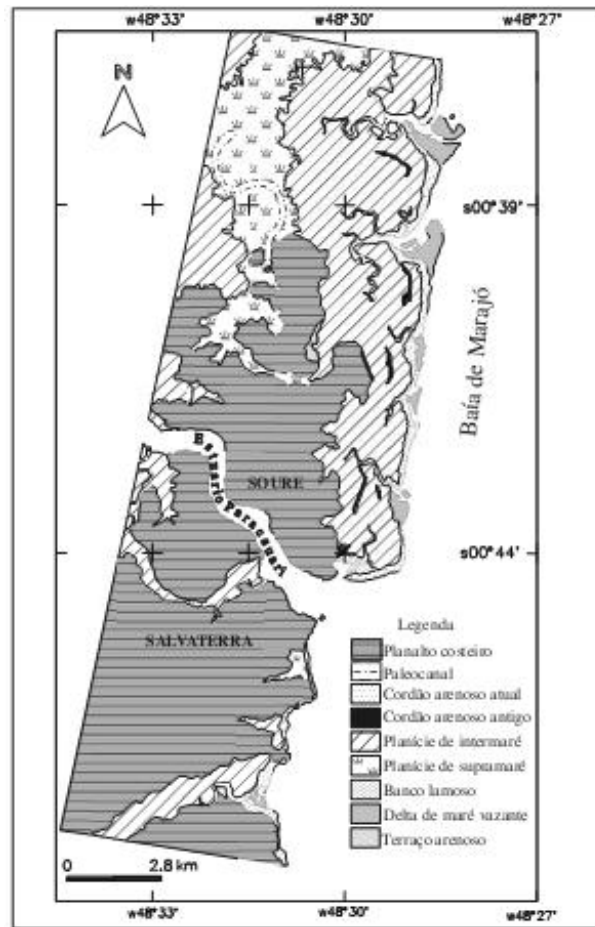 w48°33' w48°30' w48°27'
N
s00°39'
Baía de Marajó
Estuario Paracauari
SOURE
s00°44'
SALVATERRA
Legenda
Planalto costeiro
Paleocanal
Cordão arenoso atual
Cordão arenoso antigo
Planície de intermaré
Planície de supramaré
Banco lamoso
Delta de maré vazante
Terraço arenoso
0 2.8 km
w48°33' w48°30' w48°27'